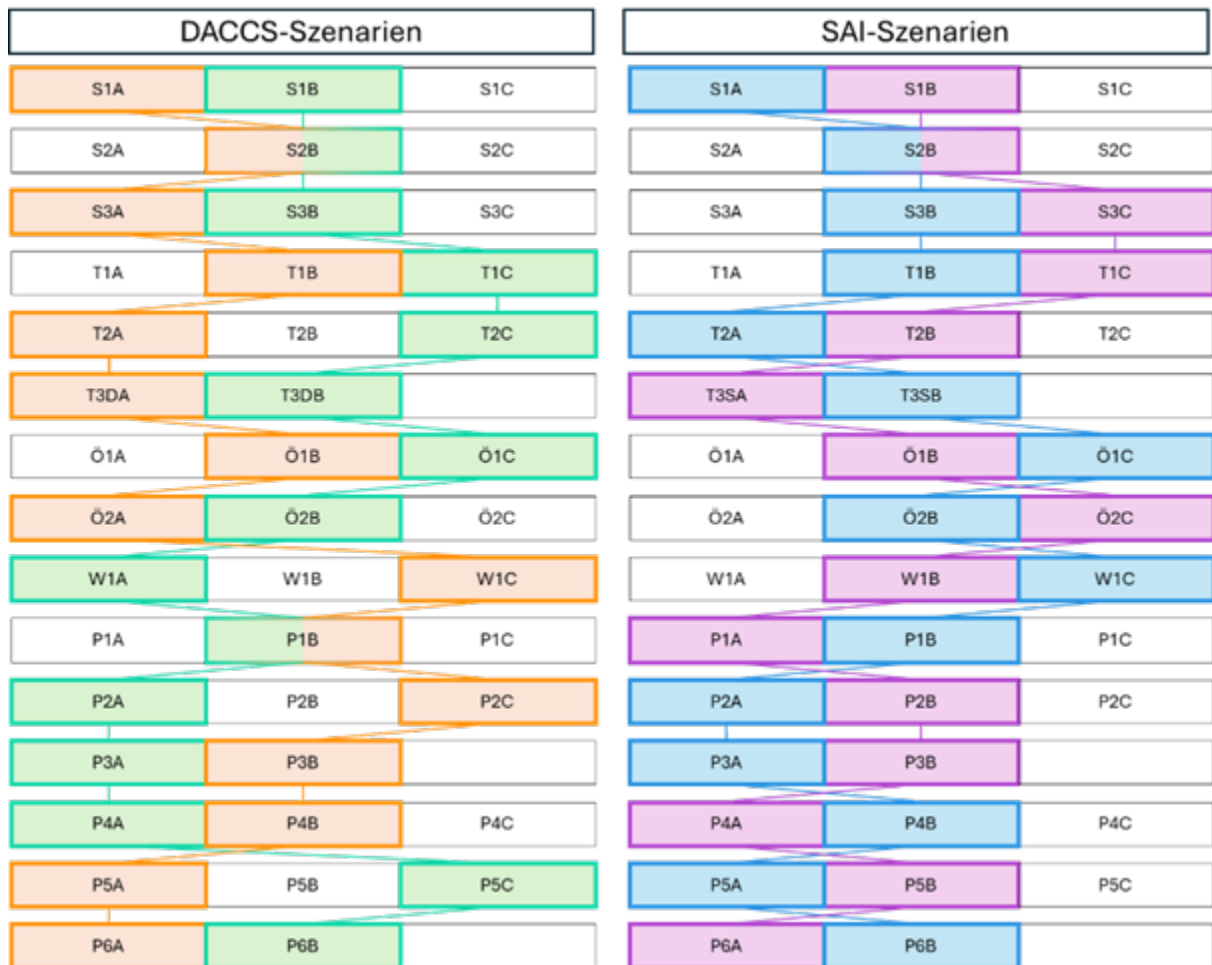 DACCS-Szenarien SAI-Szenarien
S1A S1B S1C S1A S1B S1C
S2A S2B S2C S2A S2B S2C
S3A S3B S3C S3A S3B S3C
T1A T1B T1C T1A T1B T1C
T2A T2B T2C T2A T2B T2C
T3DA T3DB T3SA T3SB
Ö1A Ö1B Ö1C Ö1A Ö1B Ö1C
Ö2A Ö2B Ö2C Ö2A Ö2B Ö2C
W1A W1B W1C W1A W1B W1C
P1A P1B P1C P1A P1B P1C
P2A P2B P2C P2A P2B P2C
P3A P3B P3A P3B
P4A P4B P4C P4A P4B P4C
P5A P5B P5C P5A P5B P5C
P6A P6B P6A P6B